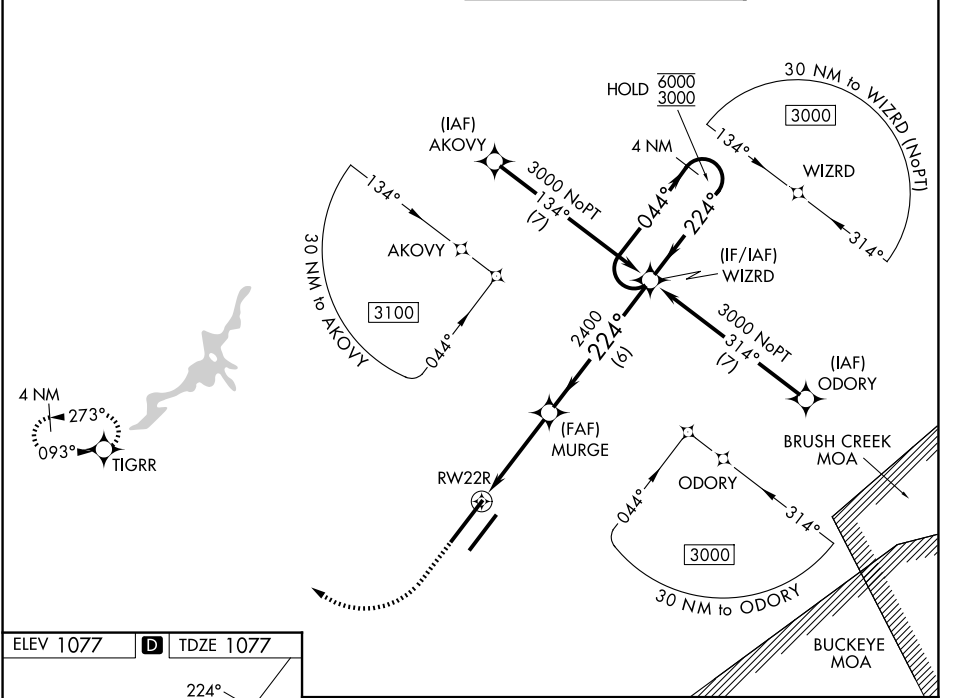 30 NM to WIZRD (NoPT)
HOLD 6000
3000
3000
(IAF)
AKOVY
4 NM
134°
WIZRD
314°
3000 NoPT
134°
(7)
044°
224°
134°
AKOVY
(IF/IAF)
WIZRD
30 NM to AKOVY
3100
044°
2400
224°
(6)
3000 NoPT
314°
(7)
(IAF)
ODORY
4 NM
273°
093°
TIGRR
(FAF)
MURGE
BRUSH CREEK
MOA
RW22R
ODORY
044°
314°
3000
30 NM to ODORY
BUCKEYE
MOA
ELEV 1077 D TDZE 1077
224°